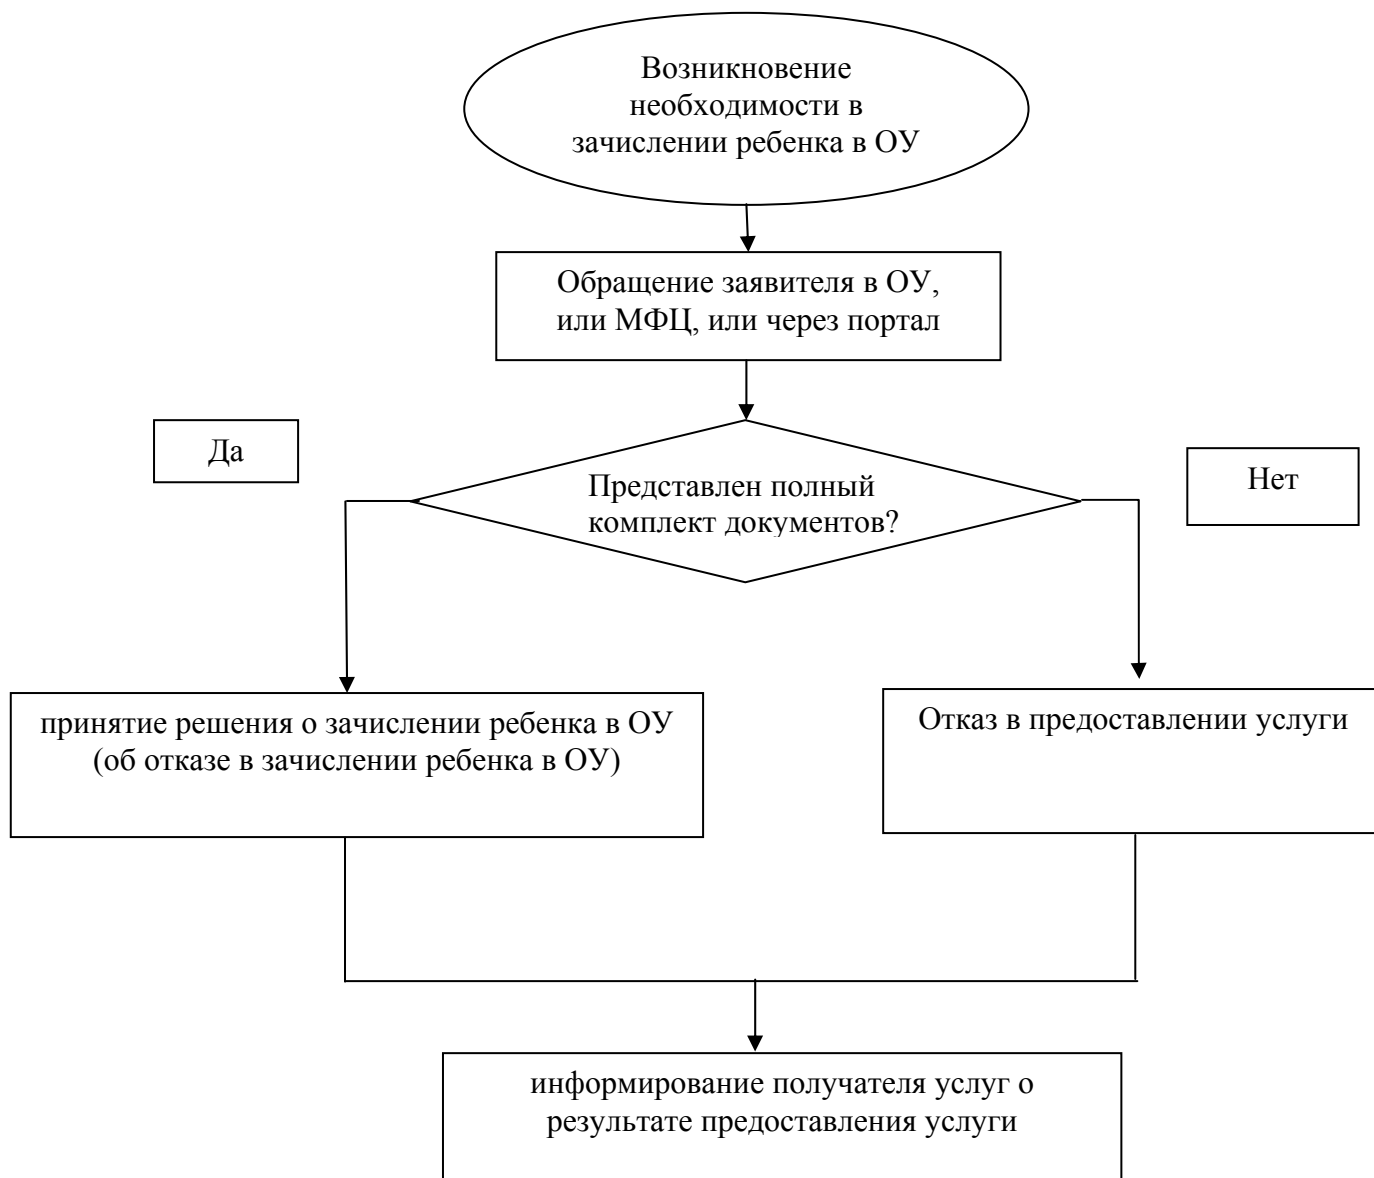 Возникновение
необходимости в
зачислении ребенка в ОУ
Обращение заявителя в ОУ,
или МФЦ, или через портал
Да
Представлен полный
комплект документов?
Нет
принятие решения о зачислении ребенка в ОУ
(об отказе в зачислении ребенка в ОУ)
Отказ в предоставлении услуги
информирование получателя услуг о
результате предоставления услуги